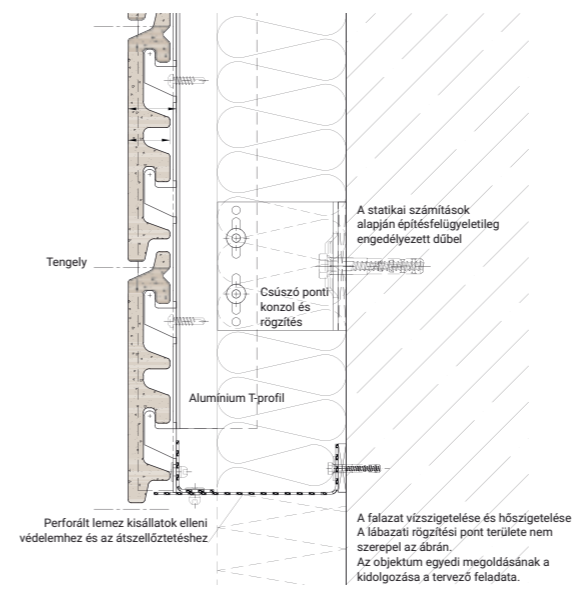 A statikai számítások
alapján építésfelügyeletileg
engedélyezett dűbel
Tengely
Csúszó ponti
konzol és
rögzítés
Alumínium T-profil
Perforált lemez kisállatok elleni
védelemhez és az átszellőztetéshez
A falazat vízszigetelése és hőszigetelése
A lábazati rögzítési pont területe nem
szerepel az ábrán.
Az objektum egyedi megoldásának a
kidolgozása a tervező feladata.